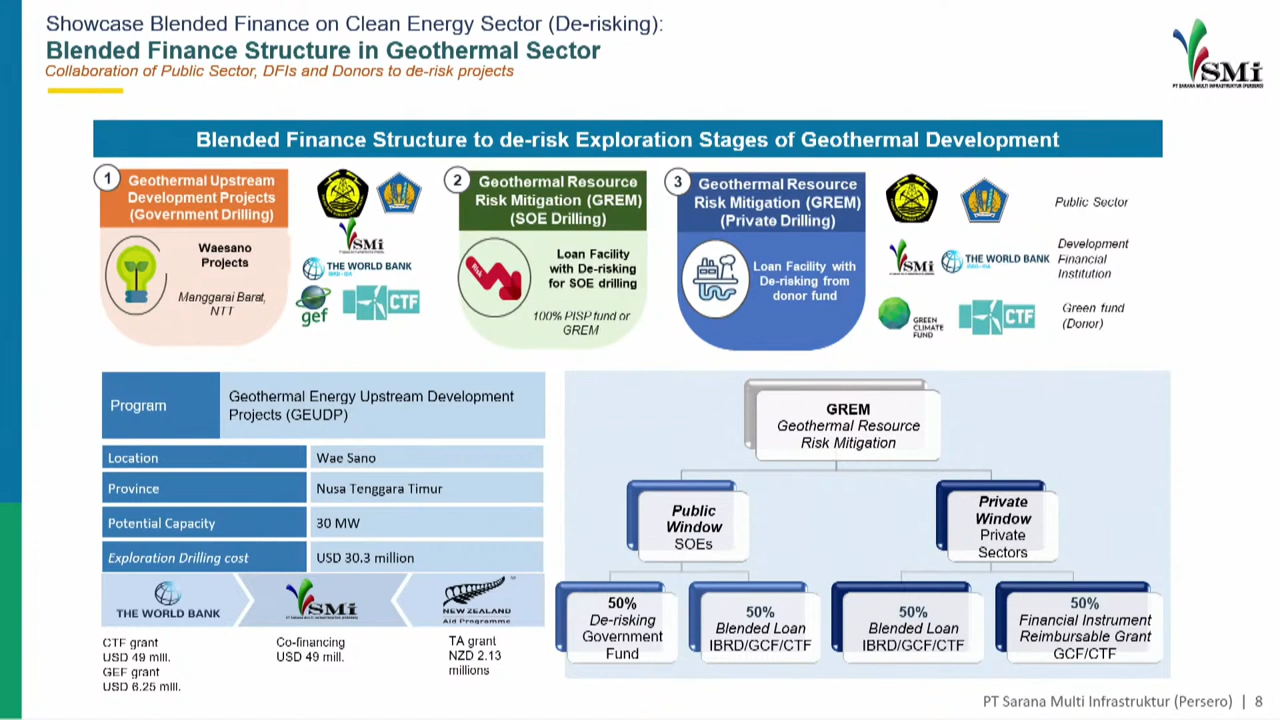 Showcase Blended Finance on Clean Energy Sector (De-risking):
Blended Finance Structure in Geothermal Sector
Collaboration of Public Sector, DFIs and Donors to de-risk projects
SMi
PT SARANA MULTI INFRASTRUKTUR (PERSERO)
Blended Finance Structure to de-risk Exploration Stages of Geothermal Development
1
Geothermal Upstream
Development Projects
(Government Drilling)
Waesano
Projects
Manggarai Barat,
NTT
SMi
THE WORLD BANK
IBRD • IDA
gef
CTF
2
Geothermal Resource
Risk Mitigation (GREM)
(SOE Drilling)
Risk
Loan Facility
with De-risking
for SOE drilling
100% PISP fund or
GREM
3
Geothermal Resource
Risk Mitigation (GREM)
(Private Drilling)
Loan Facility with
De-risking from
donor fund
Public Sector
SMi
THE WORLD BANK
IBRD • IDA
Development
Financial
Institution
GREEN
CLIMATE
FUND
CTF
Green fund
(Donor)
Program
Geothermal Energy Upstream Development
Projects (GEUDP)
Location
Wae Sano
Province
Nusa Tenggara Timur
Potential Capacity
30 MW
Exploration Drilling cost
USD 30.3 million
THE WORLD BANK
SMi
NEW ZEALAND
Aid Programme
CTF grant
USD 49 mill.
GEF grant
USD 6.25 mill.
Co-financing
USD 49 mill.
TA grant
NZD 2.13
millions
GREM
Geothermal Resource
Risk Mitigation
Public
Window
SOEs
Private
Window
Private
Sectors
50%
De-risking
Government
Fund
50%
Blended Loan
IBRD/GCF/CTF
50%
Blended Loan
IBRD/GCF/CTF
50%
Financial Instrument
Reimbursable Grant
GCF/CTF
PT Sarana Multi Infrastruktur (Persero) | 8